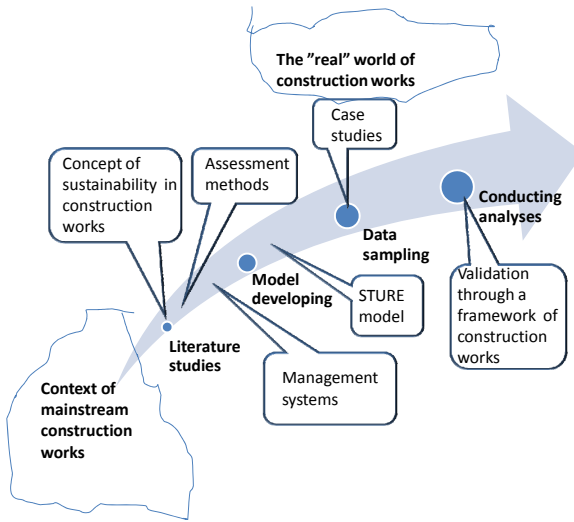 The ”real” world of
construction works
Case
studies
Concept of
sustainability in
construction
works
Assessment
methods
Conducting
analyses
Data
sampling
Model
developing
STURE
model
Validation
through a
framework of
construction
works
Literature
studies
Management
systems
Context of
mainstream
construction
works